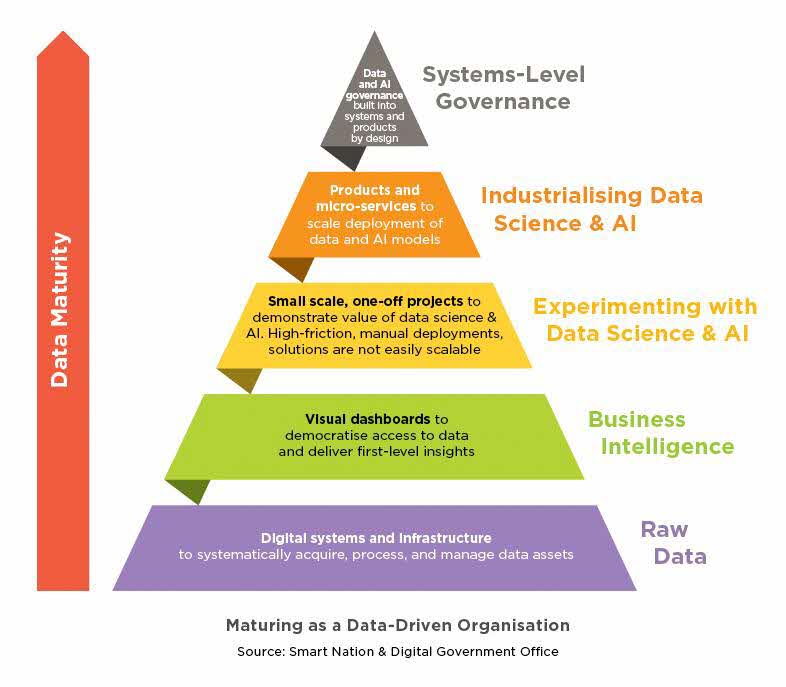 Data
and AI
governance
built into
systems and
products
by design
Systems-Level
Governance
Products and
micro-services to
scale deployment of
data and AI models
Industrialising Data
Science & AI
Small scale, one-off projects to
demonstrate value of data science &
AI. High-friction, manual deployments,
solutions are not easily scalable
Experimenting with
Data Science & AI
Visual dashboards to
democratise access to data
and deliver first-level insights
Business
Intelligence
Digital systems and infrastructure
to systematically acquire, process, and manage data assets
Raw
Data
Data Maturity
Maturing as a Data-Driven Organisation
Source: Smart Nation & Digital Government Office